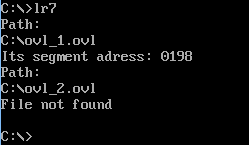 C:\>lr7
Path:
C:\ovl_1.ovl
Its segment adress: 0198
Path:
C:\ovl_2.ovl
File not found
C:\>